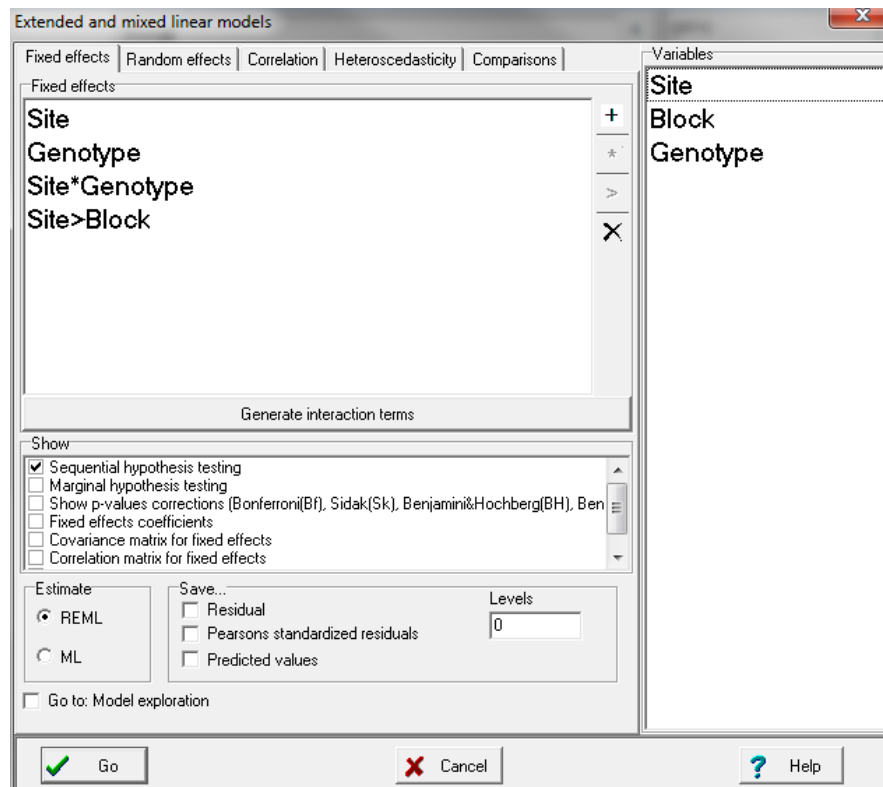 Extended and mixed linear models
X
Fixed effects Random effects Correlation Heteroscedasticity Comparisons
Fixed effects
Site
Genotype
Site*Genotype
Site>Block
+
*
>
X
Generate interaction terms
Show
Sequential hypothesis testing
Marginal hypothesis testing
Show p-values corrections (Bonferroni(Bf), Sidak(Sk), Benjamini&Hochberg(BH), Ben
Fixed effects coefficients
Covariance matrix for fixed effects
Correlation matrix for fixed effects
Estimate
REML
ML
Save...
Residual
Pearsons standardized residuals
Predicted values
Levels
0
Go to: Model exploration
Variables
Site
Block
Genotype
Go
Cancel
? Help